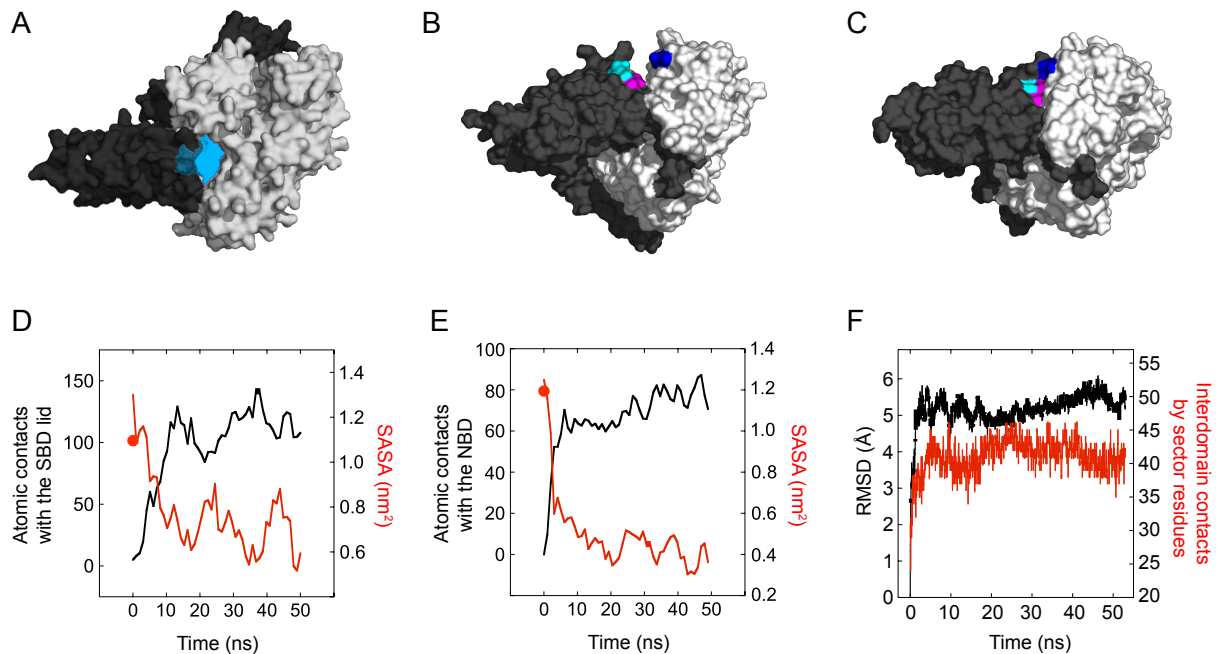 A
B
C
D
Atomic contacts
with the SBD lid
150
100
50
0
1.4
1.2
1.0
0.8
0.6
SASA (nm²)
0 10 20 30 40 50
Time (ns)
E
Atomic contacts
with the NBD
100
80
60
40
20
0
1.4
1.2
1.0
0.8
0.6
0.4
0.2
SASA (nm²)
0 10 20 30 40 50
Time (ns)
F
RMSD (Å)
6
5
4
3
2
1
0
55
50
45
40
35
30
25
20
Interdomain contacts
by sector residues
0 10 20 30 40 50
Time (ns)